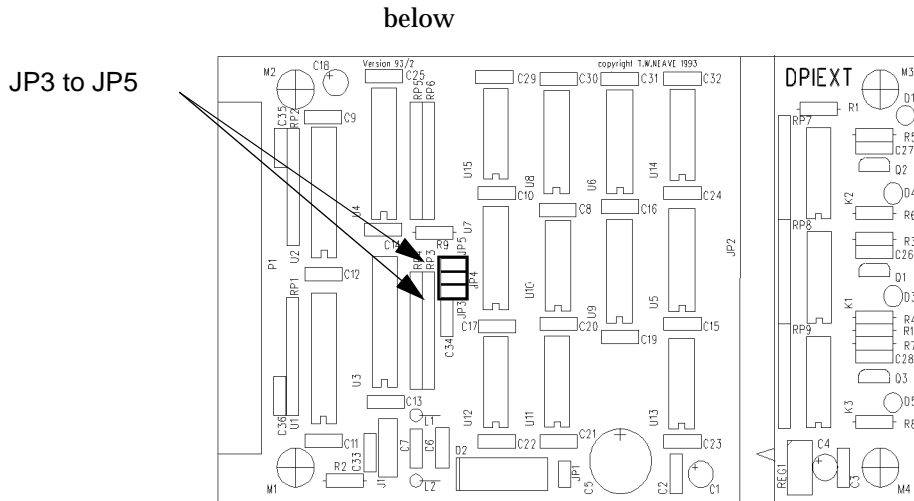 below
JP3 to JP5
M2
C18
Version 93/2
C25
RP5
RP6
C29
C30
copyright T.W.NEAVE 1993
C31
C32
DPIEXT
M3
D1
C35
RP2
C9
R1
RP7
R5
C27
Q2
U15
U8
U6
U14
U4
C10
C8
C16
C24
K2
D4
R6
C14
R9
U7
JP5
RP8
R3
C26
P1
U2
RP4
RP3
JP4
JP2
Q1
C12
RP1
U10
U9
U5
K1
D3
JP3
C34
C17
C20
C19
C15
RP9
R4
R1
R7
C28
U3
Q3
C36
U1
C13
L1
U12
U11
U13
K3
D5
R8
C11
C33
C7
C6
C22
C21
C23
R2
J1
L2
D2
JP1
C5
C2
C1
REG1
C4
C3
M1
M4